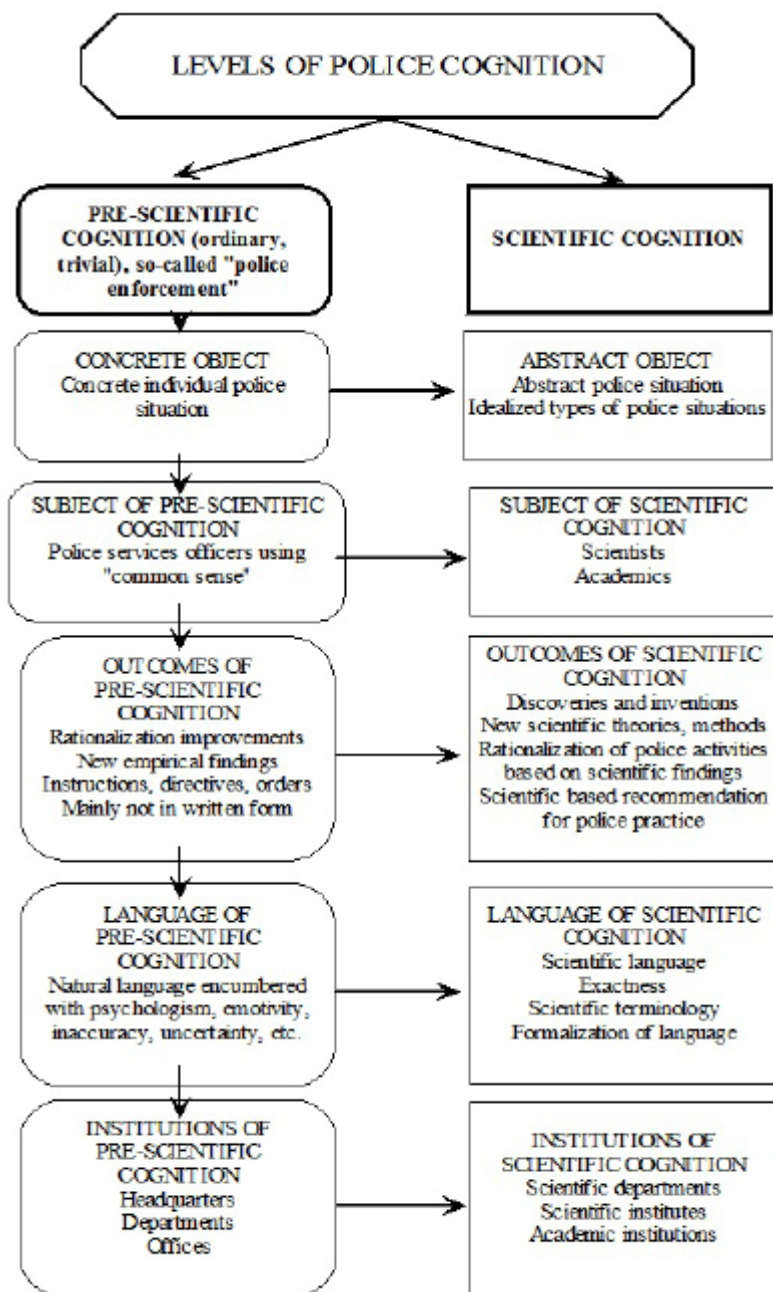 LEVELS OF POLICE COGNITION
PRE-SCIENTIFIC
COGNITION (ordinary,
trivial), so-called "police
enforcement"
SCIENTIFIC COGNITION
CONCRETE OBJECT
Concrete individual police
situation
ABSTRACT OBJECT
Abstract police situation
Idealized types of police situations
SUBJECT OF PRE-SCIENTIFIC
COGNITION
Police services officers using
"common sense"
SUBJECT OF SCIENTIFIC
COGNITION
Scientists
Academics
OUTCOMES OF
PRE-SCIENTIFIC
COGNITION
Rationalization improvements
New empirical findings
Instructions, directives, orders
Mainly not in written form
OUTCOMES OF SCIENTIFIC
COGNITION
Discoveries and inventions
New scientific theories, methods
Rationalization of police activities
based on scientific findings
Scientific based recommendation
for police practice
LANGUAGE OF
PRE-SCIENTIFIC
COGNITION
Natural language encumbered
with psychologism, emotivity,
inaccuracy, uncertainty, etc.
LANGUAGE OF SCIENTIFIC
COGNITION
Scientific language
Exactness
Scientific terminology
Formalization of language
INSTITUTIONS OF
PRE-SCIENTIFIC
COGNITION
Headquarters
Departments
Offices
INSTITUTIONS OF
SCIENTIFIC COGNITION
Scientific departments
Scientific institutes
Academic institutions